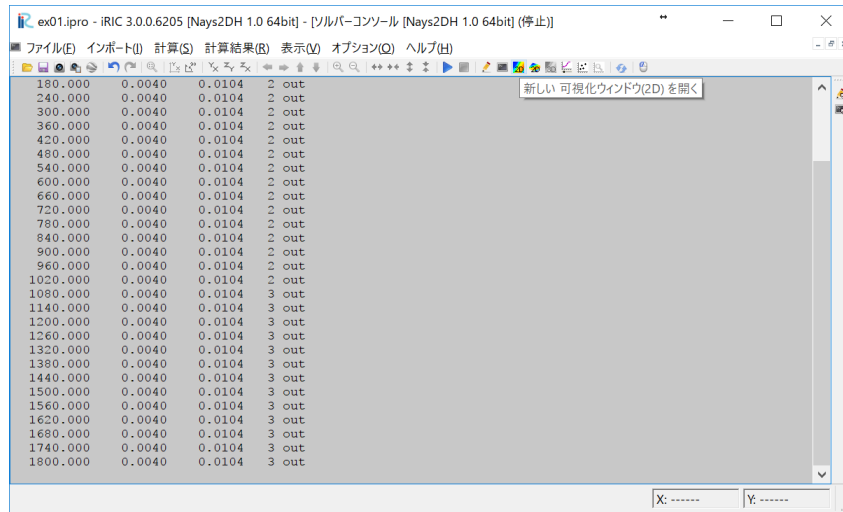 ex01.ipro - iRIC 3.0.0.6205 [Nays2DH 1.0 64bit] - [ソルバーコンソール [Nays2DH 1.0 64bit] (停止)]
ファイル(F) インポート(I) 計算(S) 計算結果(R) 表示(V) オプション(O) ヘルプ(H)
新しい 可視化ウィンドウ(2D) を開く
180.000 0.0040 0.0104 2 out
240.000 0.0040 0.0104 2 out
300.000 0.0040 0.0104 2 out
360.000 0.0040 0.0104 2 out
420.000 0.0040 0.0104 2 out
480.000 0.0040 0.0104 2 out
540.000 0.0040 0.0104 2 out
600.000 0.0040 0.0104 2 out
660.000 0.0040 0.0104 2 out
720.000 0.0040 0.0104 2 out
780.000 0.0040 0.0104 2 out
840.000 0.0040 0.0104 2 out
900.000 0.0040 0.0104 2 out
960.000 0.0040 0.0104 2 out
1020.000 0.0040 0.0104 2 out
1080.000 0.0040 0.0104 3 out
1140.000 0.0040 0.0104 3 out
1200.000 0.0040 0.0104 3 out
1260.000 0.0040 0.0104 3 out
1320.000 0.0040 0.0104 3 out
1380.000 0.0040 0.0104 3 out
1440.000 0.0040 0.0104 3 out
1500.000 0.0040 0.0104 3 out
1560.000 0.0040 0.0104 3 out
1620.000 0.0040 0.0104 3 out
1680.000 0.0040 0.0104 3 out
1740.000 0.0040 0.0104 3 out
1800.000 0.0040 0.0104 3 out
X: ------ Y: ------